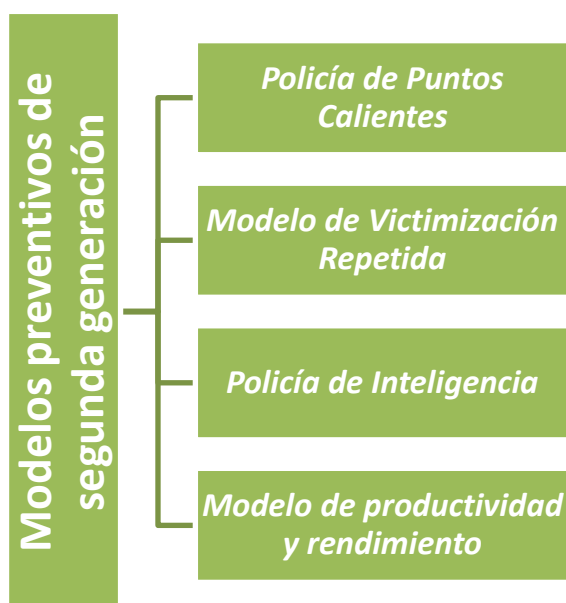 Modelos preventivos de
segunda generación
Policía de Puntos
Calientes
Modelo de Victimización
Repetida
Policía de Inteligencia
Modelo de productividad
y rendimiento